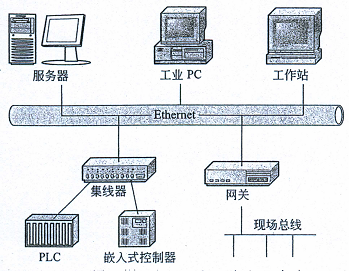 服务器
工业 PC
工作站
Ethernet
集线器
网关
现场总线
PLC
嵌入式控制器